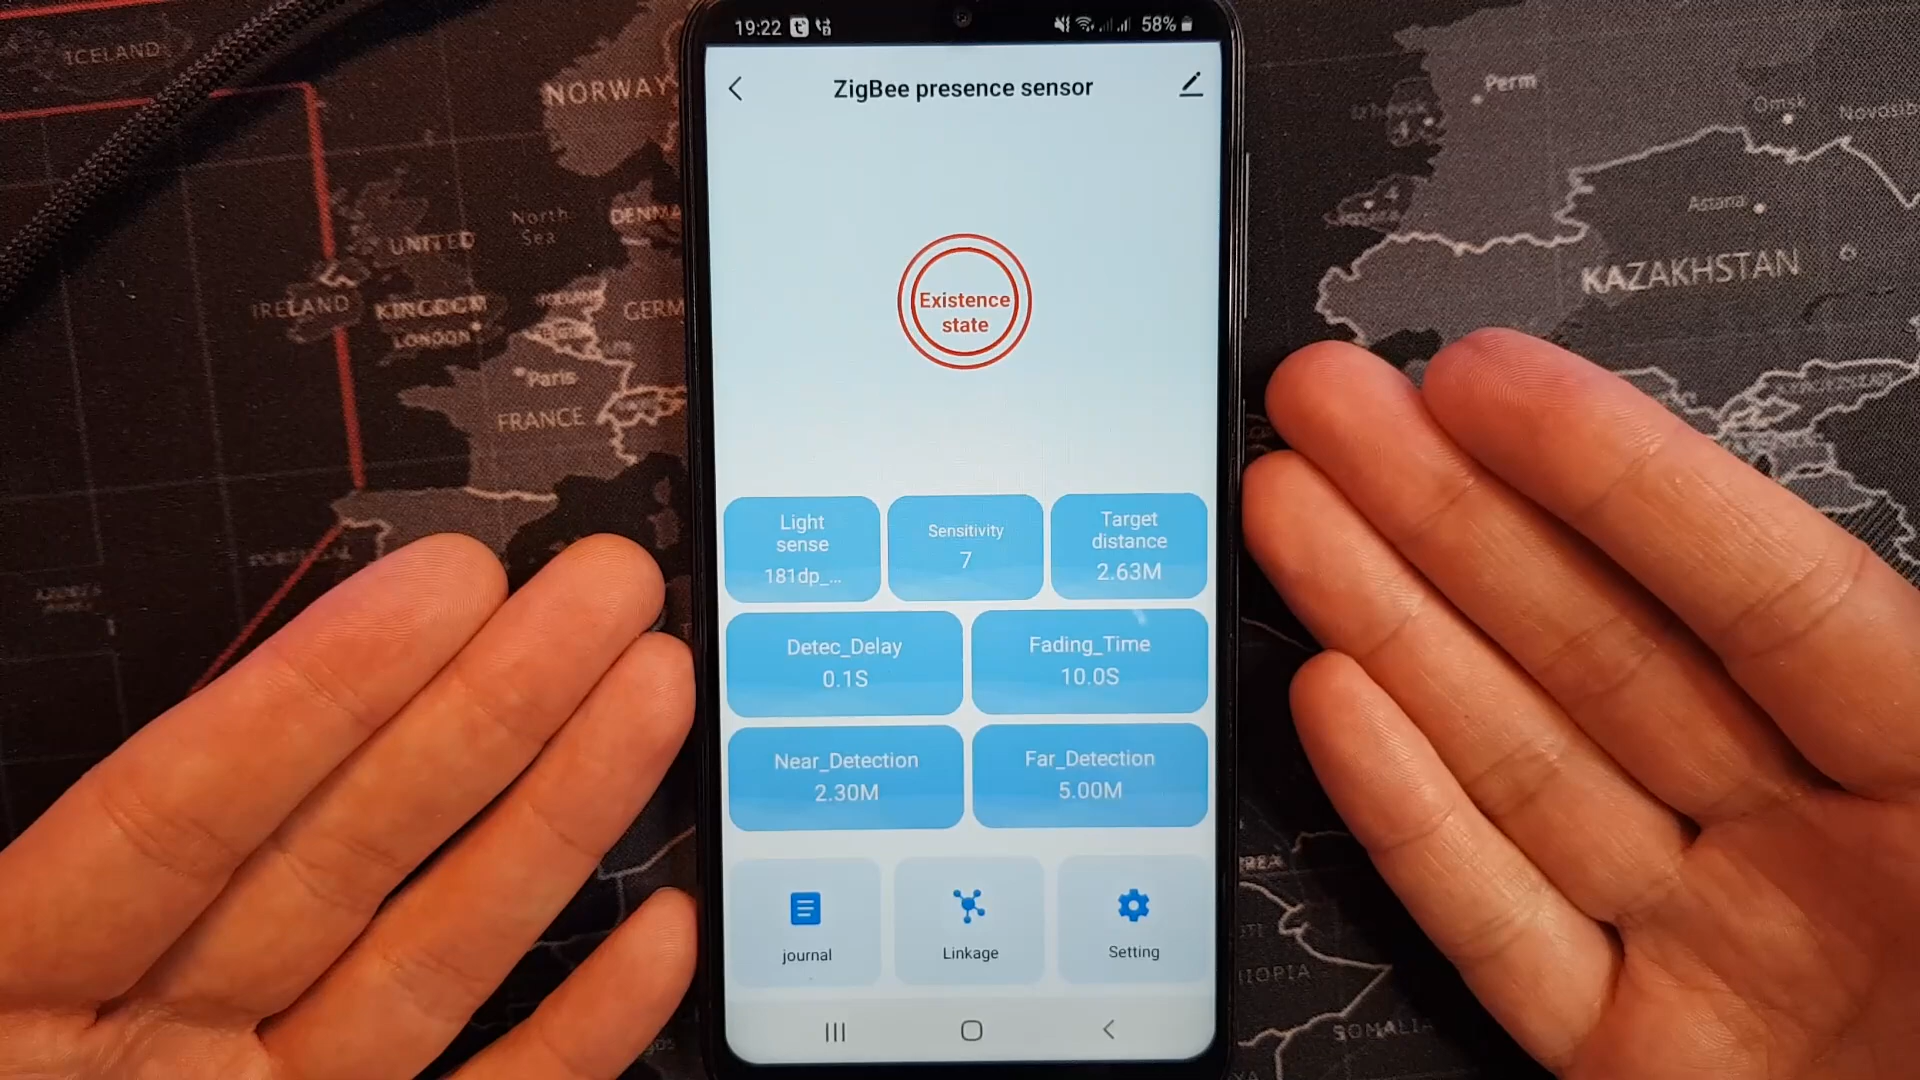 19:22
58%
ZigBee presence sensor
Existence
state
Light
sense
181dp_...
Sensitivity
7
Target
distance
2.63M
Detec_Delay
0.1S
Fading_Time
10.0S
Near_Detection
2.30M
Far_Detection
5.00M
journal
Linkage
Setting
ICELAND
NORWAY
North
Sea
DENMA
UNITED
KINGDOM
LONDON
IRELAND
GERM
Paris
FRANCE
PORTUGAL
Perm
Omsk
Novosib
Astana
KAZAKHSTAN
HIOPIA
SOMALI